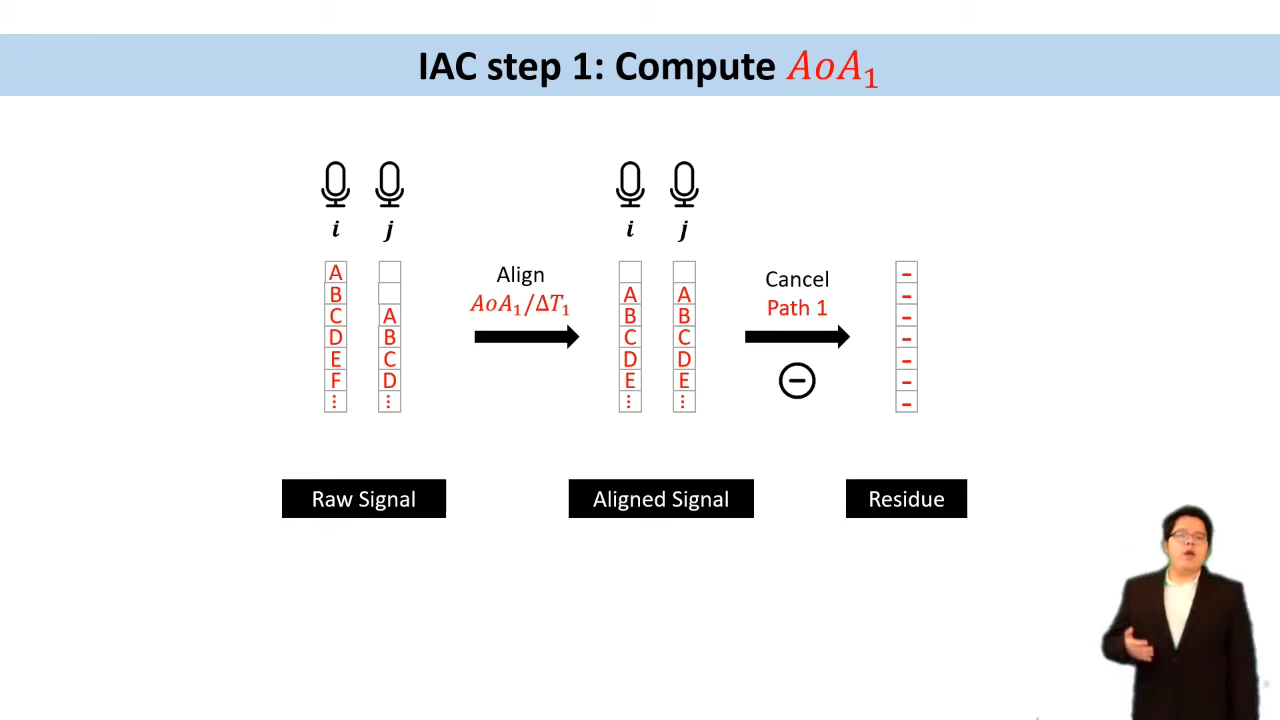 IAC step 1: Compute AoA₁
i j
i j
A
B
C A
D B
E C
F D
⋮ ⋮
Align
AoA₁/ΔT₁
A A
B B
C C
D D
E E
⋮ ⋮
Cancel
Path 1
−
-
-
-
-
-
-
-
Raw Signal
Aligned Signal
Residue